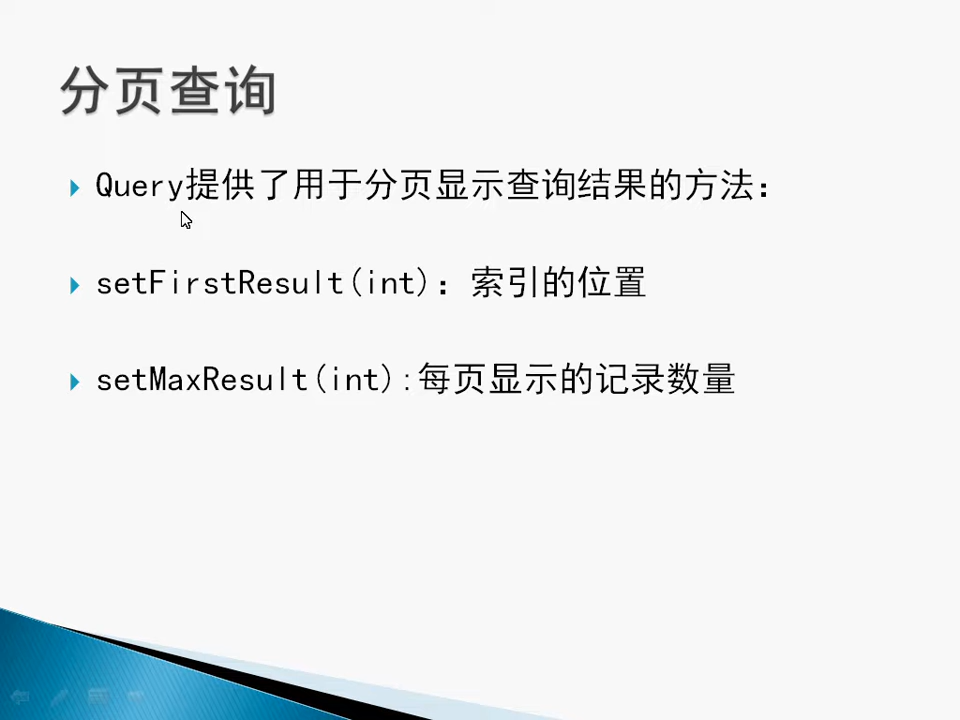 分页查询
Query提供了用于分页显示查询结果的方法：
setFirstResult(int)：索引的位置
setMaxResult(int):每页显示的记录数量